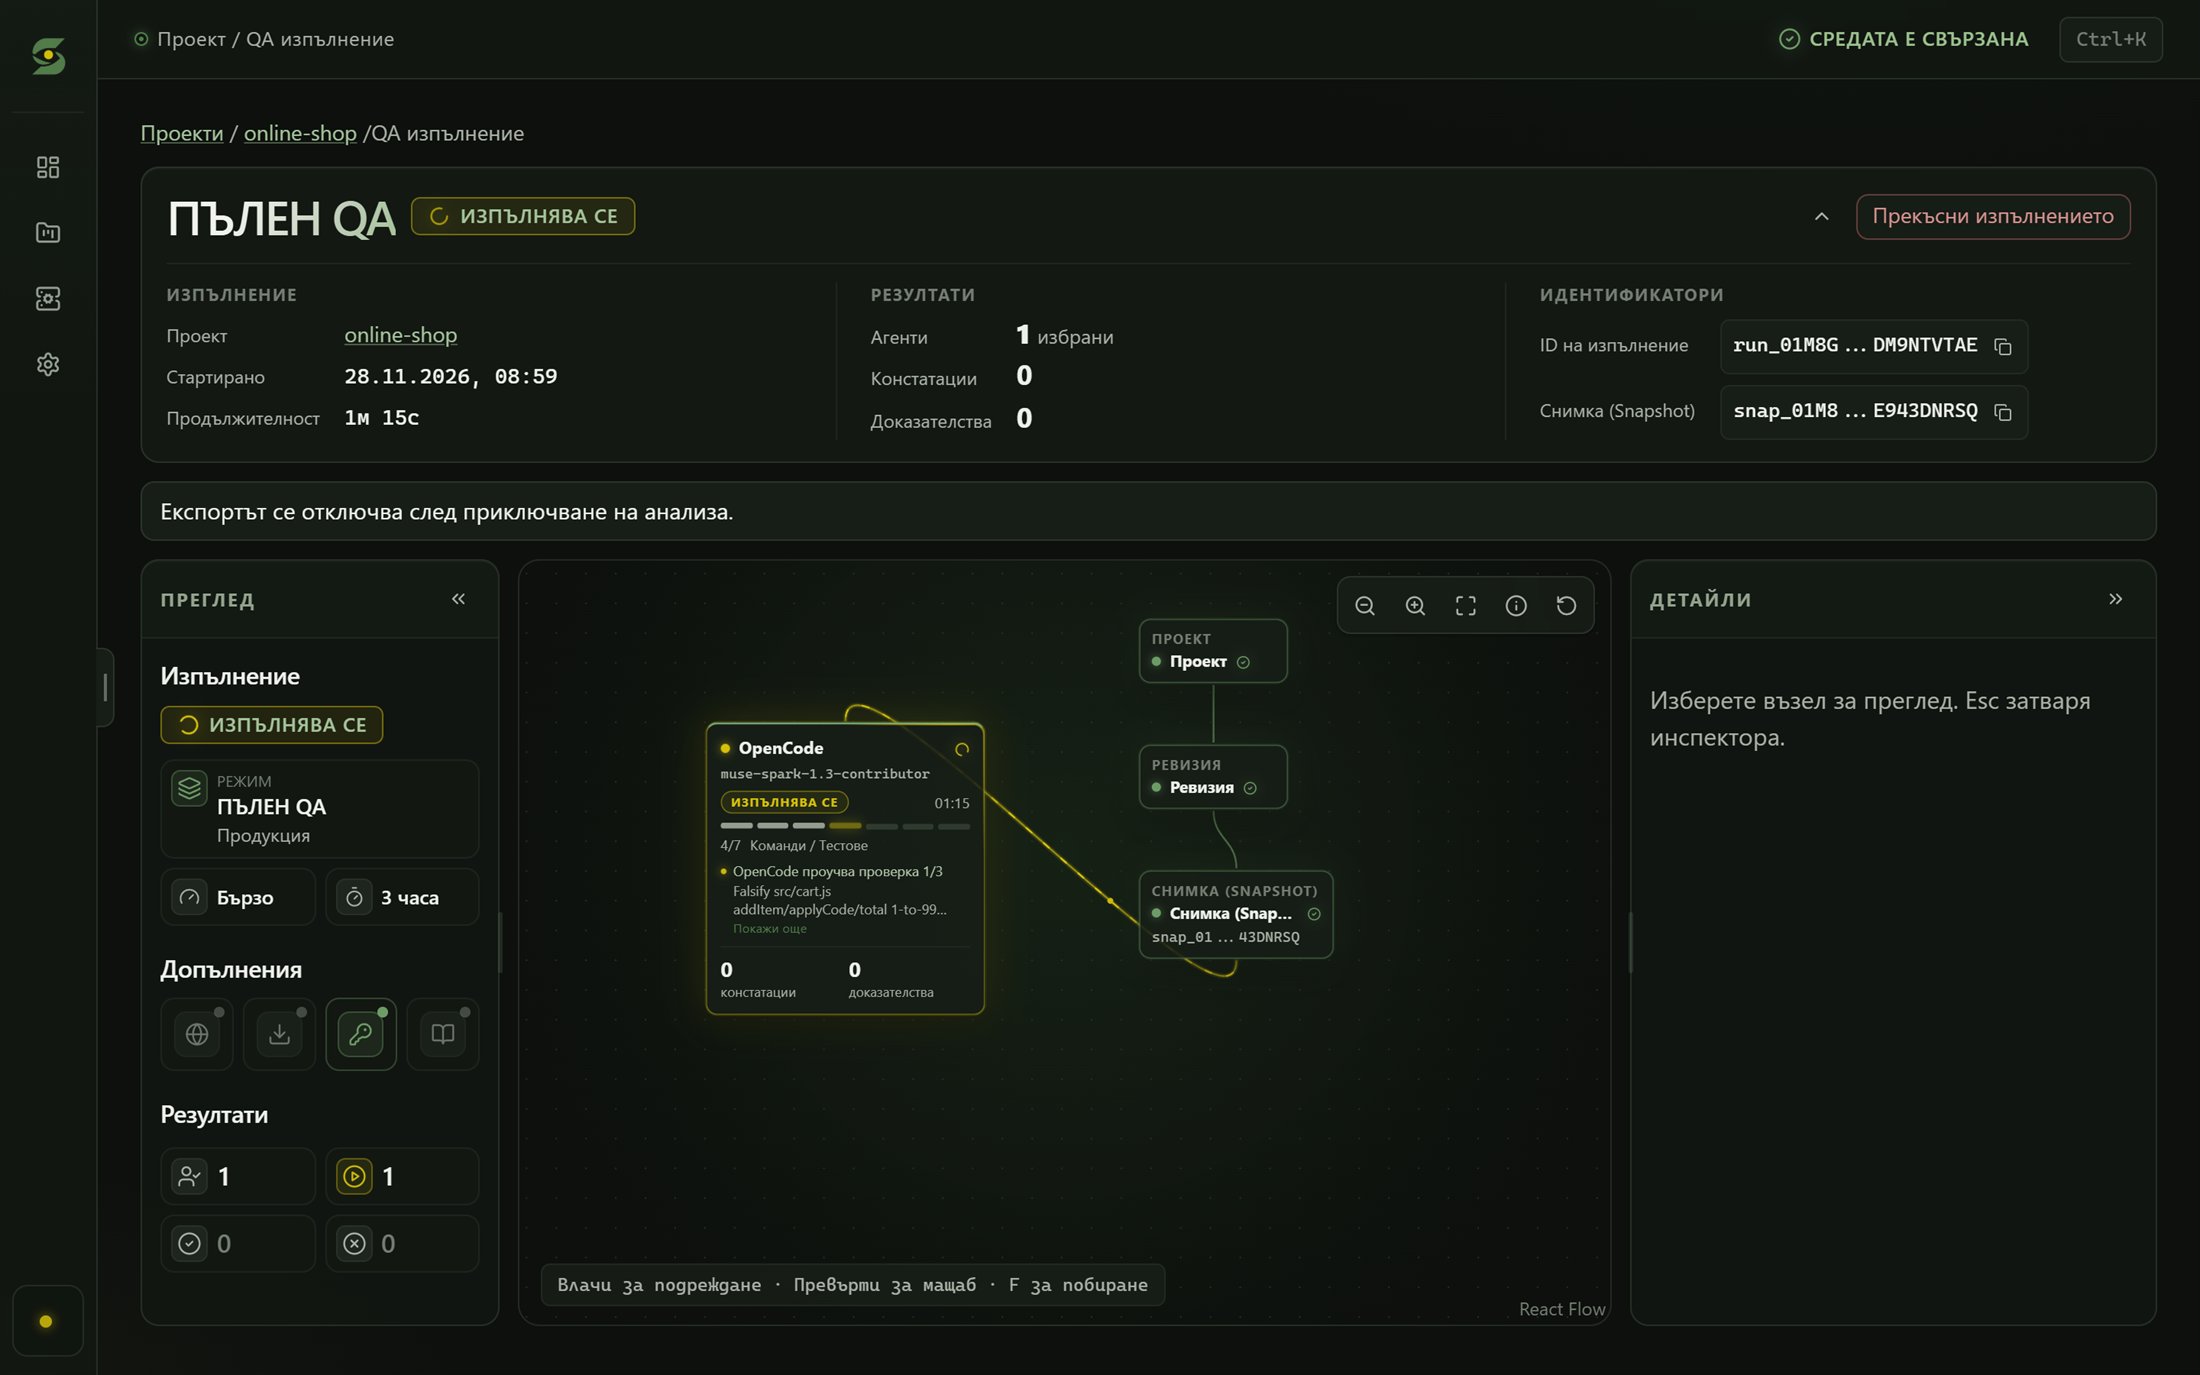 Проект / QA изпълнение
СРЕДАТА Е СВЪРЗАНА
Ctrl+K
Проекти / online-shop /QA изпълнение
ПЪЛЕН QA
ИЗПЪЛНЯВА СЕ
Прекъсни изпълнението
ИЗПЪЛНЕНИЕ
Проект online-shop
Стартирано 28.11.2026, 08:59
Продължителност 1м 15с
РЕЗУЛТАТИ
Агенти 1 избрани
Констатации 0
Доказателства 0
ИДЕНТИФИКАТОРИ
ID на изпълнение run_01M8G ... DM9NTVTAE
Снимка (Snapshot) snap_01M8 ... E943DNRSQ
Експортът се отключва след приключване на анализа.
ПРЕГЛЕД
Изпълнение
ИЗПЪЛНЯВА СЕ
РЕЖИМ
ПЪЛЕН QA
Продукция
Бързо
3 часа
Допълнения
Резултати
1
1
0
0
OpenCode
muse-spark-1.3-contributor
ИЗПЪЛНЯВА СЕ 01:15
4/7 Команди / Тестове
OpenCode проучва проверка 1/3
Falsify src/cart.js
addItem/applyCode/total 1-to-99...
Покажи още
0 0
констатации доказателства
ПРОЕКТ
Проект
РЕВИЗИЯ
Ревизия
СНИМКА (SNAPSHOT)
Снимка (Snap...
snap_01 ... 43DNRSQ
Влачи за подреждане · Превърти за мащаб · F за побиране
React Flow
ДЕТАЙЛИ
Изберете възел за преглед. Esc затваря
инспектора.